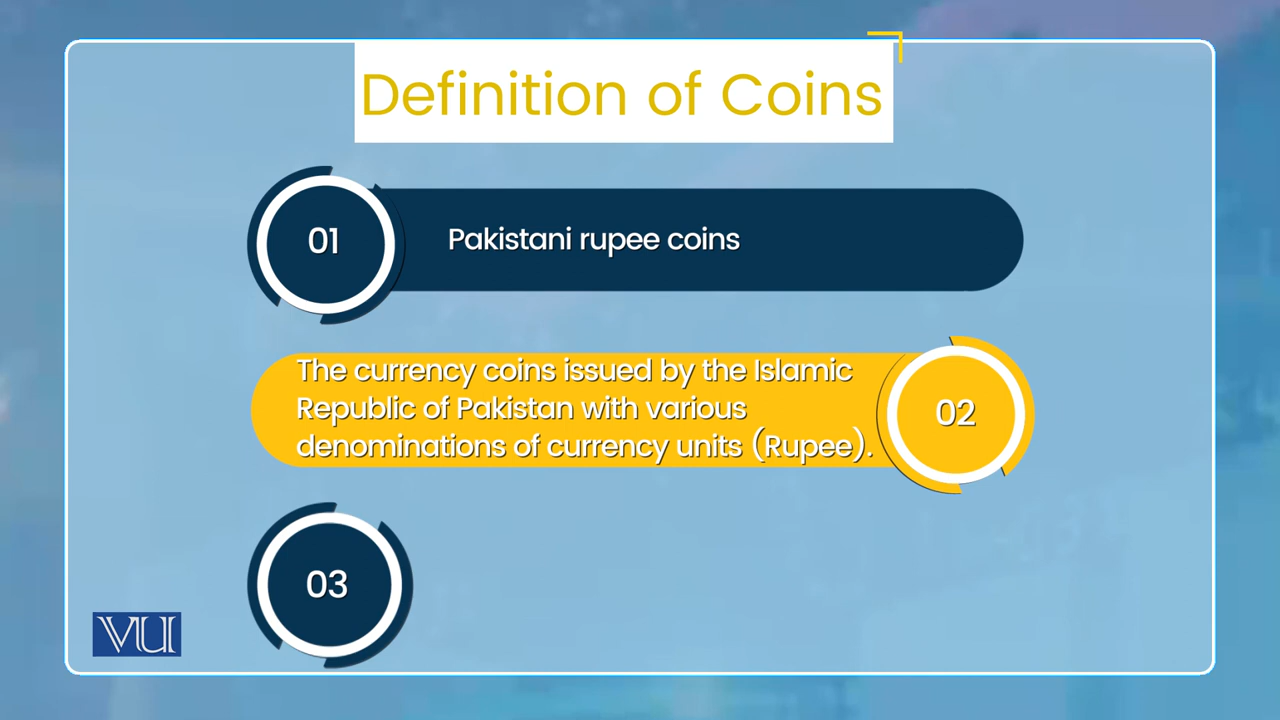 Definition of Coins
01
Pakistani rupee coins
The currency coins issued by the Islamic
Republic of Pakistan with various
denominations of currency units (Rupee).
02
03
VU